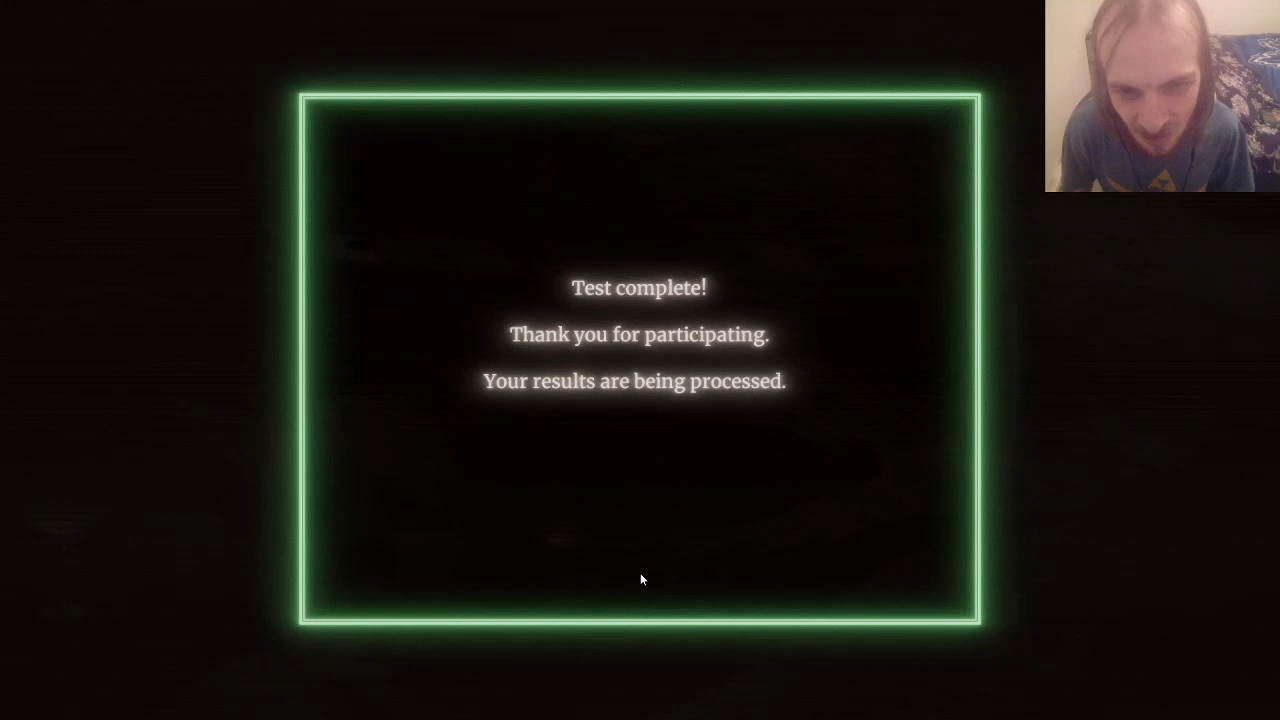 Test complete!
Thank you for participating.
Your results are being processed.